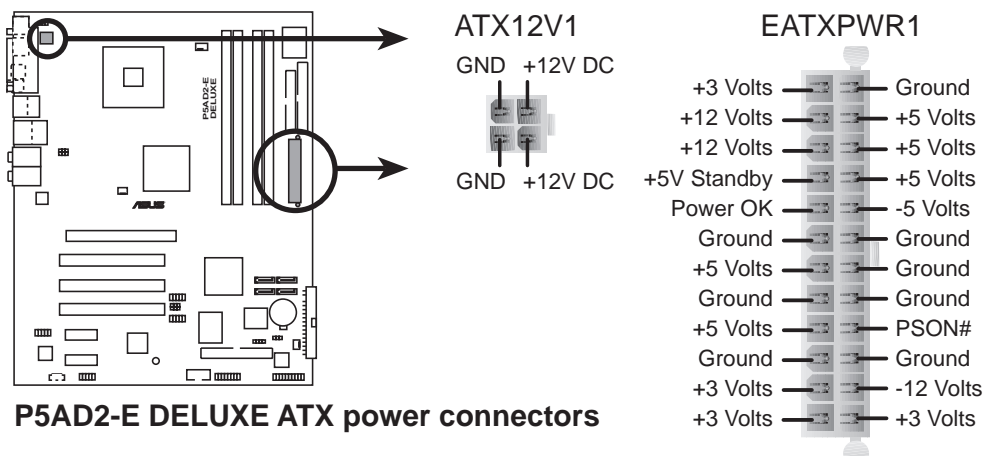 ATX12V1
GND +12V DC
GND +12V DC
EATXPWR1
+3 Volts Ground
+12 Volts +5 Volts
+12 Volts +5 Volts
+5V Standby +5 Volts
Power OK -5 Volts
Ground Ground
+5 Volts Ground
Ground Ground
+5 Volts PSON#
Ground Ground
+3 Volts -12 Volts
+3 Volts +3 Volts
P5AD2-E
DELUXE
ASUS
P5AD2-E DELUXE ATX power connectors